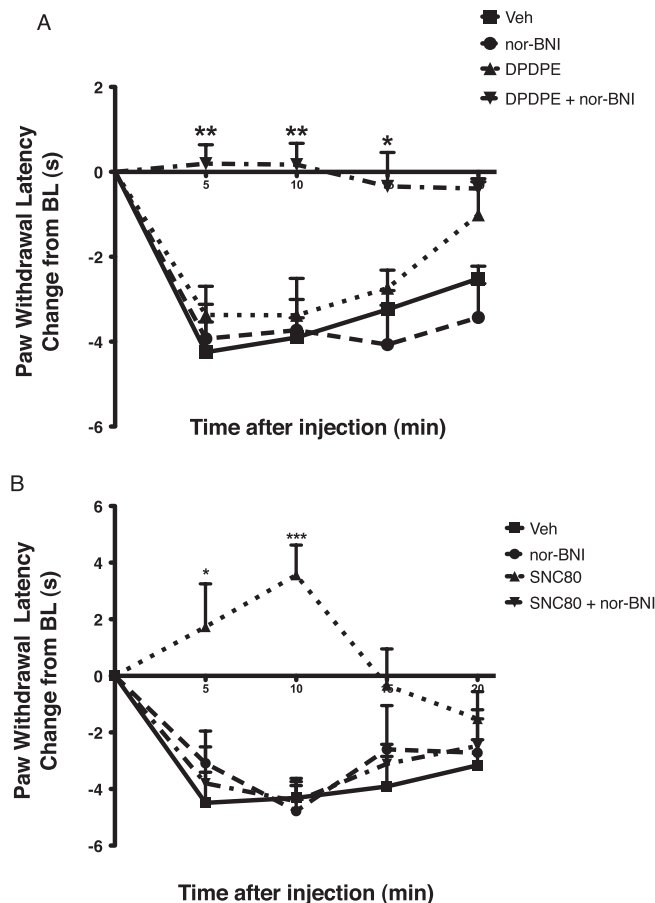 A
Veh
nor-BNI
DPDPE
DPDPE + nor-BNI
Paw Withdrawal Latency
Change from BL (s)
2
0
-2
-4
-6
**
**
*
5
10
Time after injection (min)
B
Veh
nor-BNI
SNC80
SNC80 + nor-BNI
Paw Withdrawal Latency
Change from BL (s)
6
4
2
0
-2
-4
-6
*
***
5
10
20
Time after injection (min)